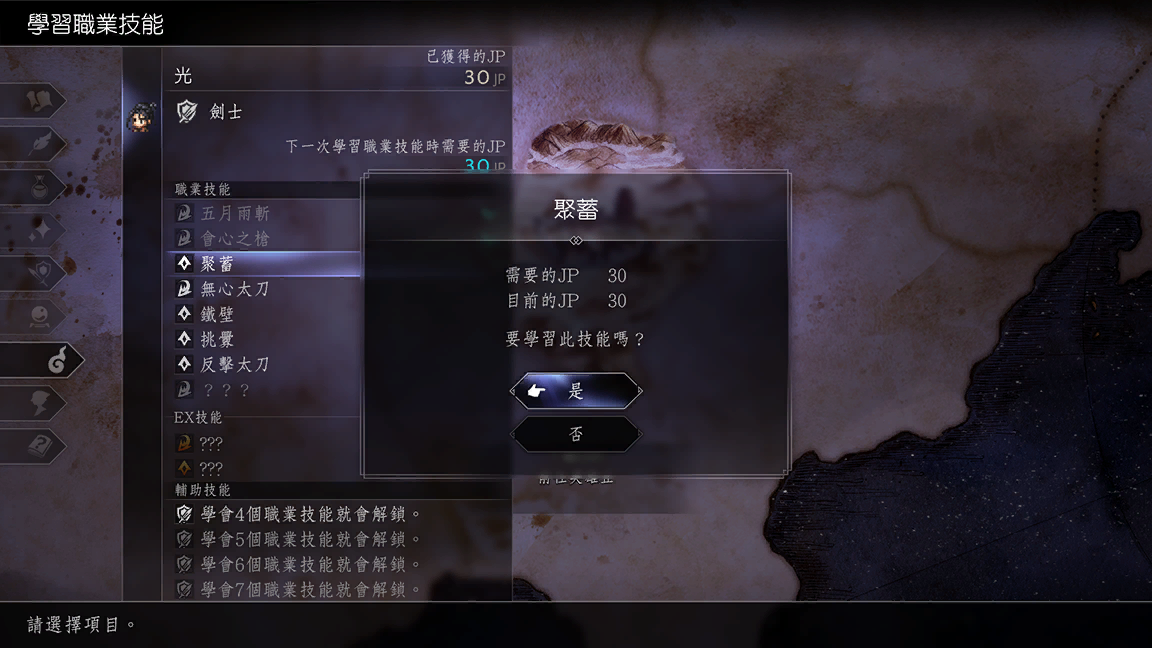 學習職業技能
已獲得的JP
光
30 JP
劍士
下一次學習職業技能時需要的JP
30 JP
職業技能
五月雨斬
會心之槍
聚蓄
無心太刀
鐵壁
挑釁
反擊太刀
？？？
EX技能
???
???
輔助技能
學會4個職業技能就會解鎖。
學會5個職業技能就會解鎖。
學會6個職業技能就會解鎖。
學會7個職業技能就會解鎖。
聚蓄
需要的JP 30
目前的JP 30
要學習此技能嗎？
是
否
請選擇項目。